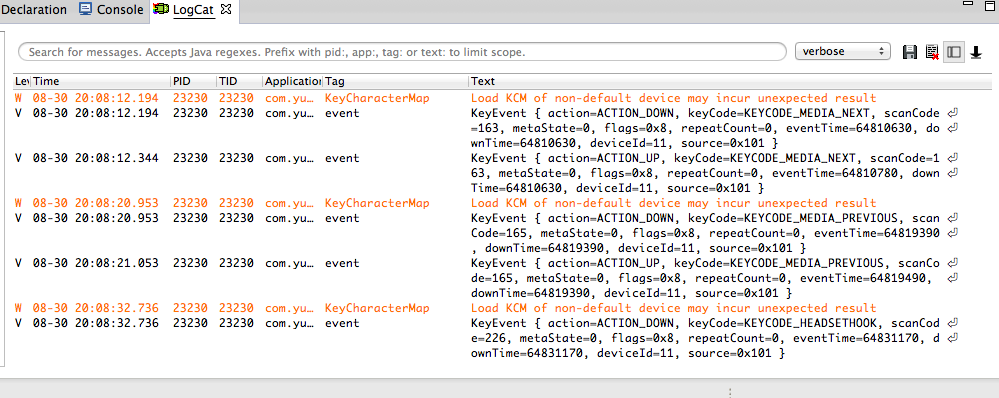 Declaration Console LogCat
Search for messages. Accepts Java regexes. Prefix with pid:, app:, tag: or text: to limit scope. verbose
Time PID TID Application Tag Text
W 08-30 20:08:12.194 23230 23230 com.yu… KeyCharacterMap Load KCM of non-default device may incur unexpected result
V 08-30 20:08:12.194 23230 23230 com.yu… event KeyEvent { action=ACTION_DOWN, keyCode=KEYCODE_MEDIA_NEXT, scanCode
=163, metaState=0, flags=0x8, repeatCount=0, eventTime=64810630, do
wnTime=64810630, deviceId=11, source=0x101 }
V 08-30 20:08:12.344 23230 23230 com.yu… event KeyEvent { action=ACTION_UP, keyCode=KEYCODE_MEDIA_NEXT, scanCode=1
63, metaState=0, flags=0x8, repeatCount=0, eventTime=64810780, down
Time=64810630, deviceId=11, source=0x101 }
W 08-30 20:08:20.953 23230 23230 com.yu… KeyCharacterMap Load KCM of non-default device may incur unexpected result
V 08-30 20:08:20.953 23230 23230 com.yu… event KeyEvent { action=ACTION_DOWN, keyCode=KEYCODE_MEDIA_PREVIOUS, scan
Code=165, metaState=0, flags=0x8, repeatCount=0, eventTime=64819390
, downTime=64819390, deviceId=11, source=0x101 }
V 08-30 20:08:21.053 23230 23230 com.yu… event KeyEvent { action=ACTION_UP, keyCode=KEYCODE_MEDIA_PREVIOUS, scanCo
de=165, metaState=0, flags=0x8, repeatCount=0, eventTime=64819490,
downTime=64819390, deviceId=11, source=0x101 }
W 08-30 20:08:32.736 23230 23230 com.yu… KeyCharacterMap Load KCM of non-default device may incur unexpected result
V 08-30 20:08:32.736 23230 23230 com.yu… event KeyEvent { action=ACTION_DOWN, keyCode=KEYCODE_HEADSETHOOK, scanCod
e=226, metaState=0, flags=0x8, repeatCount=0, eventTime=64831170, d
ownTime=64831170, deviceId=11, source=0x101 }